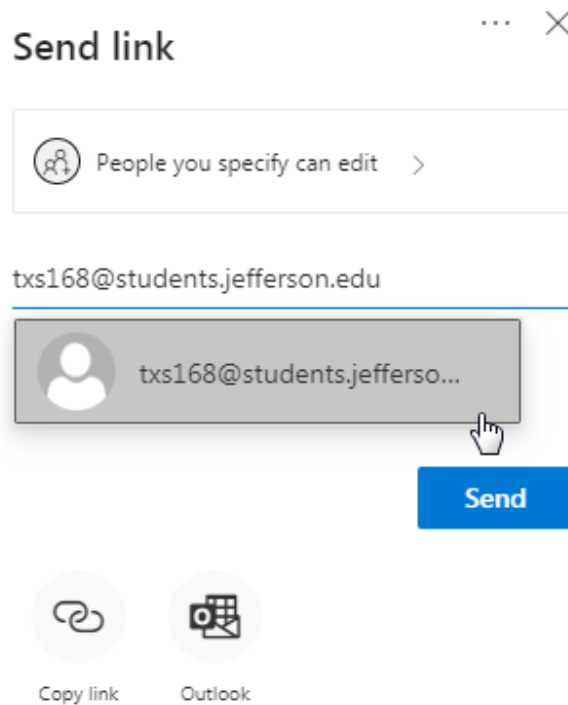 Send link
People you specify can edit
txs168@students.jefferson.edu
txs168@students.jefferso...
Send
Copy link
Outlook